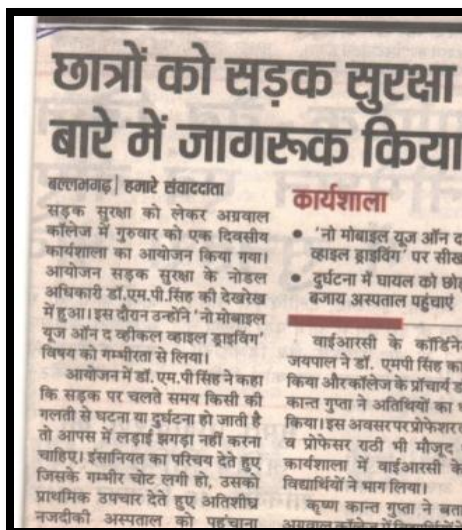 छात्रों को सड़क सुरक्षा
बारे में जागरूक किया
बल्लभगढ़ | हमारे संवाददाता
सड़क सुरक्षा को लेकर अग्रवाल
कॉलेज में गुरुवार को एक दिवसीय
कार्यशाला का आयोजन किया गया।
आयोजन सड़क सुरक्षा के नोडल
अधिकारी डॉ.एम.पी.सिंह की देखरेख
में हुआ। इस दौरान उन्होंने 'नो मोबाइल
यूज ऑन द व्हीकल व्हाइल ड्राइविंग'
विषय को गम्भीरता से लिया।
आयोजन में डॉ. एम.पी सिंह ने कहा
कि सड़क पर चलते समय किसी की
गलती से घटना या दुर्घटना हो जाती है
तो आपस में लड़ाई झगड़ा नहीं करना
चाहिए। इंसानियत का परिचय देते हुए
जिसके गम्भीर चोट लगी हो, उसको
प्राथमिक उपचार देते हुए अतिशीघ्र
नजदीकी अस्पताल को पहुंचाना
कार्यशाला
• 'नो मोबाइल यूज ऑन द
व्हाइल ड्राइविंग' पर सीख
• दुर्घटना में घायल को छोड़
बजाय अस्पताल पहुंचाएं
वाईआरसी के कॉर्डिने
जयपाल ने डॉ. एमपी सिंह का
किया और कॉलेज के प्राचार्य
कान्त गुप्ता ने अतिथियों का
किया। इस अवसर पर प्रोफेशर
व प्रोफेसर राठी भी मौजूद
कार्यशाला में वाईआरसी के
विद्यार्थियों ने भाग लिया।
कृष्ण कान्त गुप्ता ने बता
अग्रवाल कॉलेज में